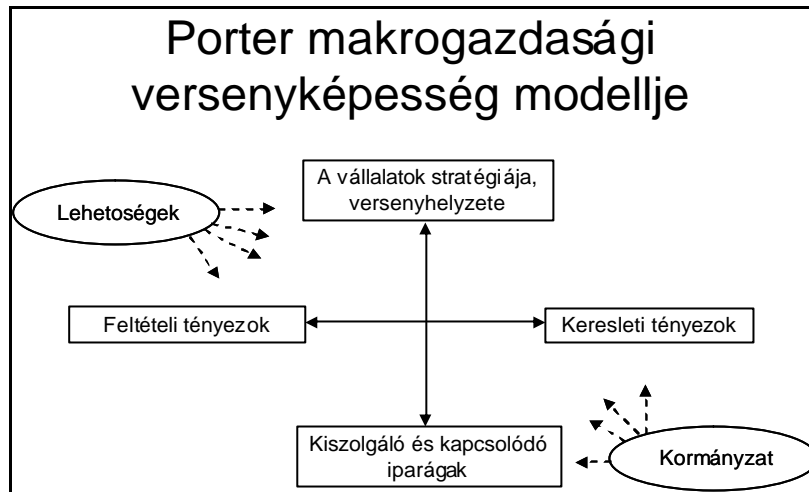 Porter makrogazdasági
versenyképesség modellje
A vállalatok stratégiája,
versenyhelyzete
Lehetoségek
Feltételi tényezok
Keresleti tényezok
Kiszolgáló és kapcsolódó
iparágak
Kormányzat